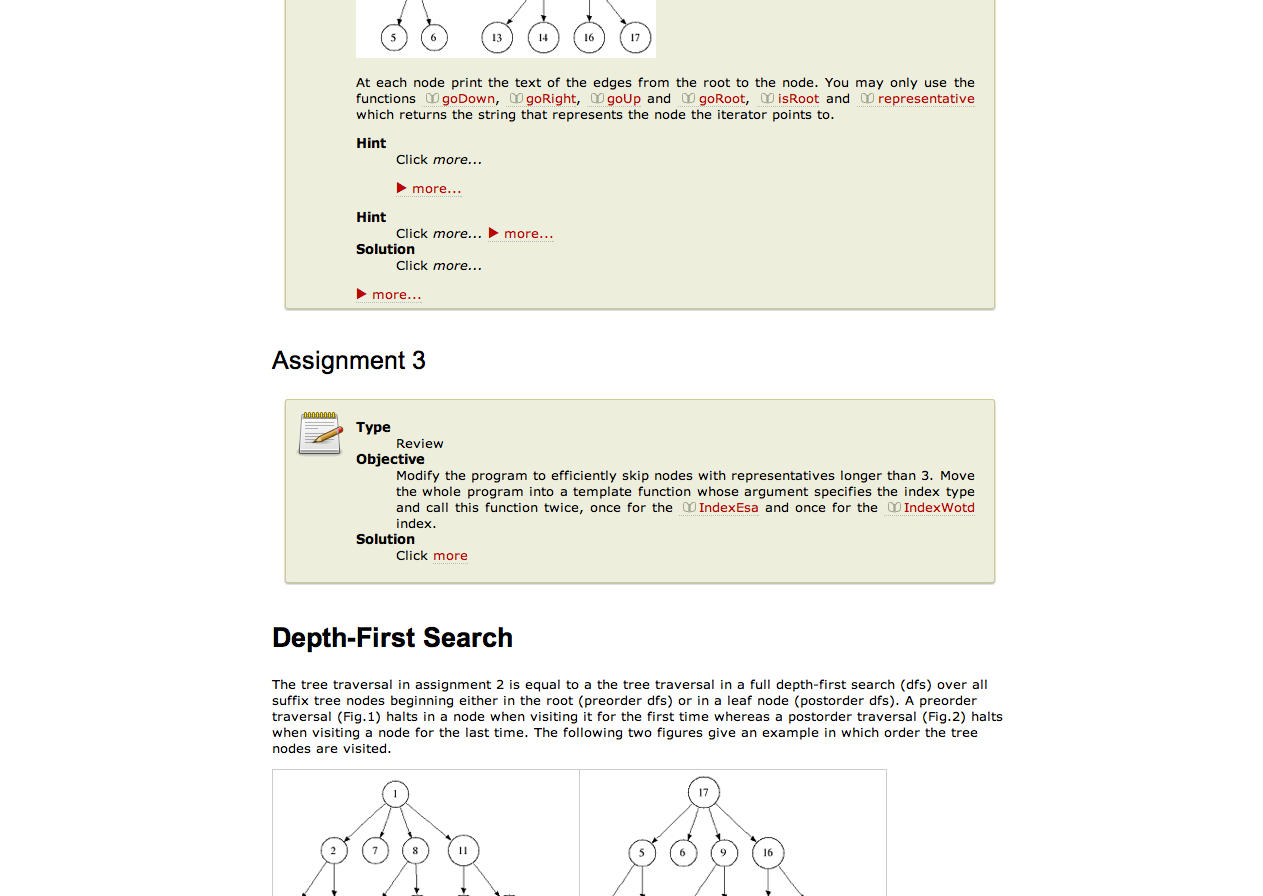 5 6 13 14 16 17
At each node print the text of the edges from the root to the node. You may only use the
functions goDown, goRight, goUp and goRoot, isRoot and representative
which returns the string that represents the node the iterator points to.
Hint
Click more...
more...
Hint
Click more... more...
Solution
Click more...
more...
Assignment 3
Type
Review
Objective
Modify the program to efficiently skip nodes with representatives longer than 3. Move
the whole program into a template function whose argument specifies the index type
and call this function twice, once for the IndexEsa and once for the IndexWotd
index.
Solution
Click more
Depth-First Search
The tree traversal in assignment 2 is equal to a the tree traversal in a full depth-first search (dfs) over all
suffix tree nodes beginning either in the root (preorder dfs) or in a leaf node (postorder dfs). A preorder
traversal (Fig.1) halts in a node when visiting it for the first time whereas a postorder traversal (Fig.2) halts
when visiting a node for the last time. The following two figures give an example in which order the tree
nodes are visited.
1
2 7 8 11
17
5 6 9 16